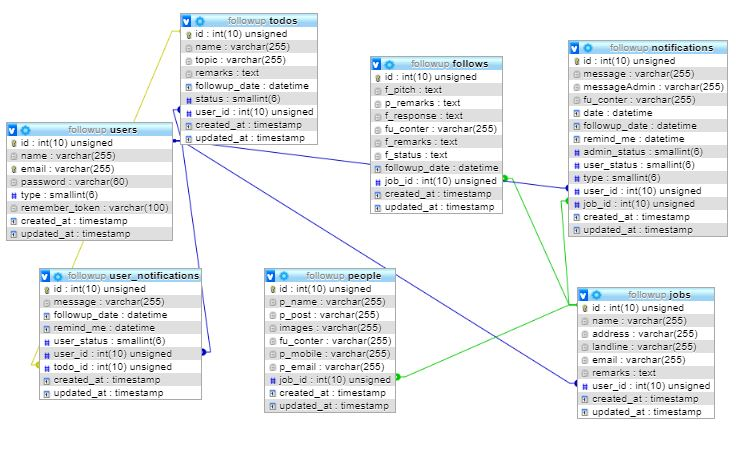 followup todos
id : int(10) unsigned
name : varchar(255)
topic : varchar(255)
remarks : text
followup_date : datetime
status : smallint(6)
user_id : int(10) unsigned
created_at : timestamp
updated_at : timestamp
followup follows
id : int(10) unsigned
f_pitch : text
p_remarks : text
f_response : text
fu_conter : varchar(255)
f_remarks : text
f_status : text
followup_date : datetime
job_id : int(10) unsigned
created_at : timestamp
updated_at : timestamp
followup notifications
id : int(10) unsigned
message : varchar(255)
messageAdmin : varchar(255)
fu_conter : varchar(255)
date : datetime
followup_date : datetime
remind_me : datetime
admin_status : smallint(6)
user_status : smallint(6)
type : smallint(6)
user_id : int(10) unsigned
job_id : int(10) unsigned
created_at : timestamp
updated_at : timestamp
followup users
id : int(10) unsigned
name : varchar(255)
email : varchar(255)
password : varchar(60)
type : smallint(6)
remember_token : varchar(100)
created_at : timestamp
updated_at : timestamp
followup user_notifications
id : int(10) unsigned
message : varchar(255)
followup_date : datetime
remind_me : datetime
user_status : smallint(6)
user_id : int(10) unsigned
todo_id : int(10) unsigned
created_at : timestamp
updated_at : timestamp
followup people
id : int(10) unsigned
p_name : varchar(255)
p_post : varchar(255)
images : varchar(255)
fu_conter : varchar(255)
p_mobile : varchar(255)
p_email : varchar(255)
job_id : int(10) unsigned
created_at : timestamp
updated_at : timestamp
followup jobs
id : int(10) unsigned
name : varchar(255)
address : varchar(255)
landline : varchar(255)
email : varchar(255)
remarks : text
user_id : int(10) unsigned
created_at : timestamp
updated_at : timestamp